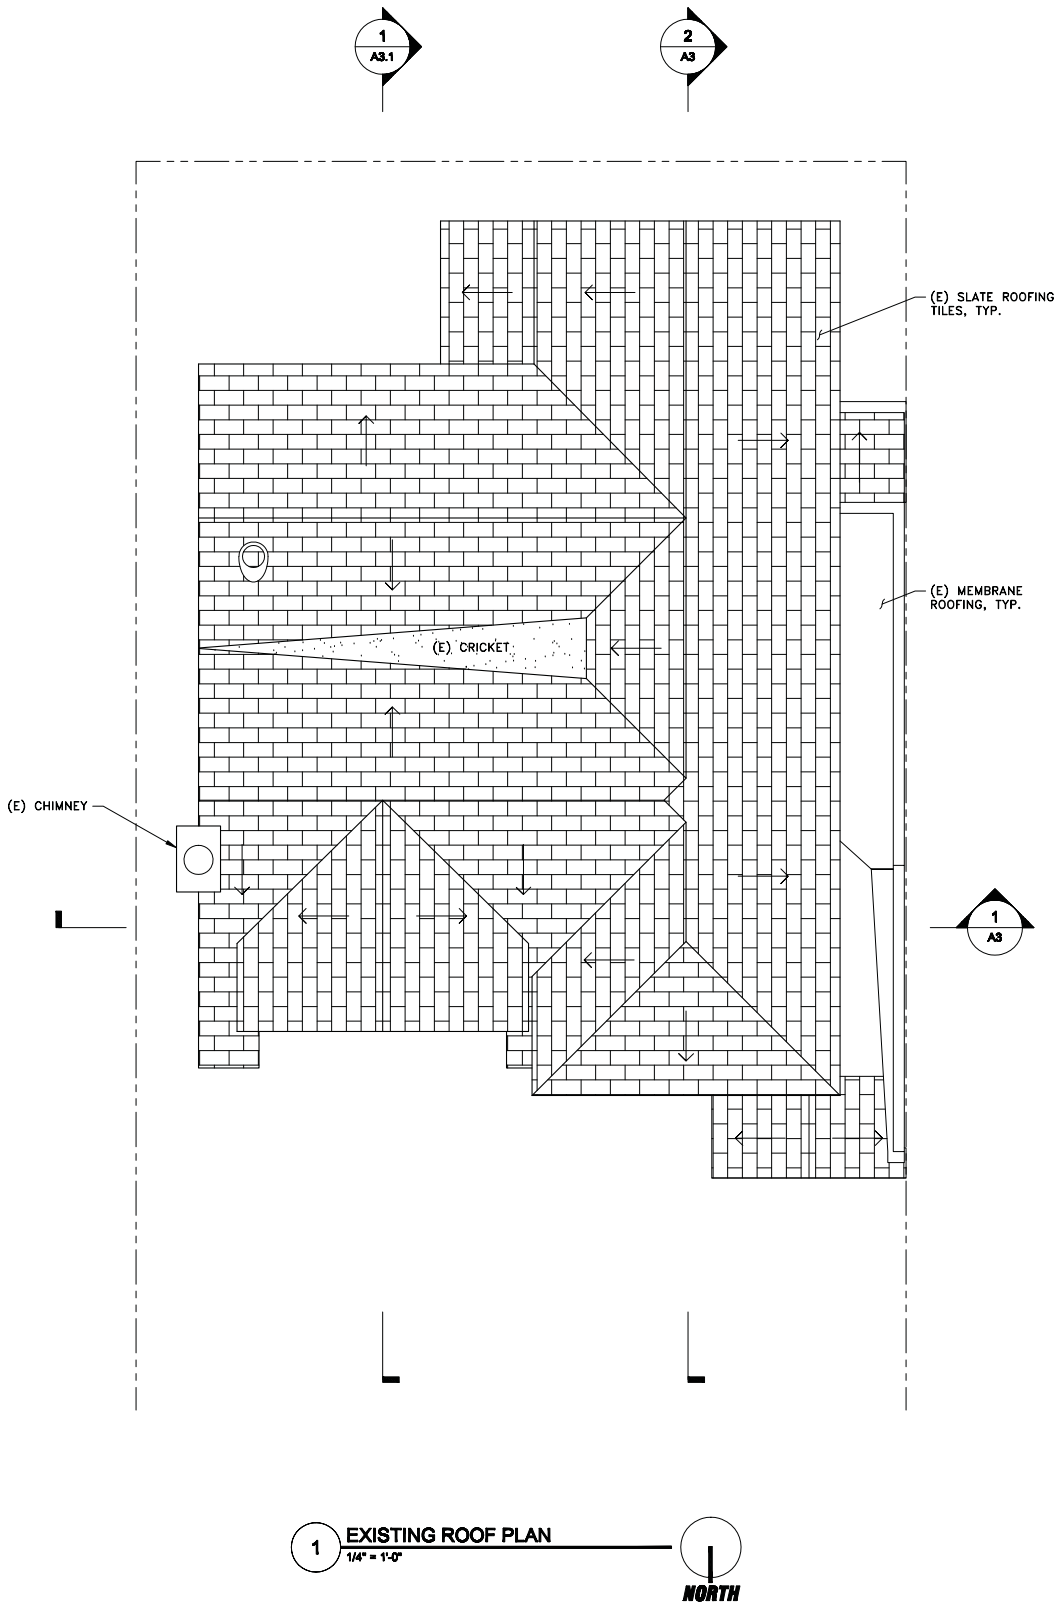 1
A3.1
2
A3
(E) SLATE ROOFING
TILES, TYP.
(E) MEMBRANE
ROOFING, TYP.
(E) CRICKET
(E) CHIMNEY
1
A3
1
EXISTING ROOF PLAN
1/4" = 1'-0"
NORTH